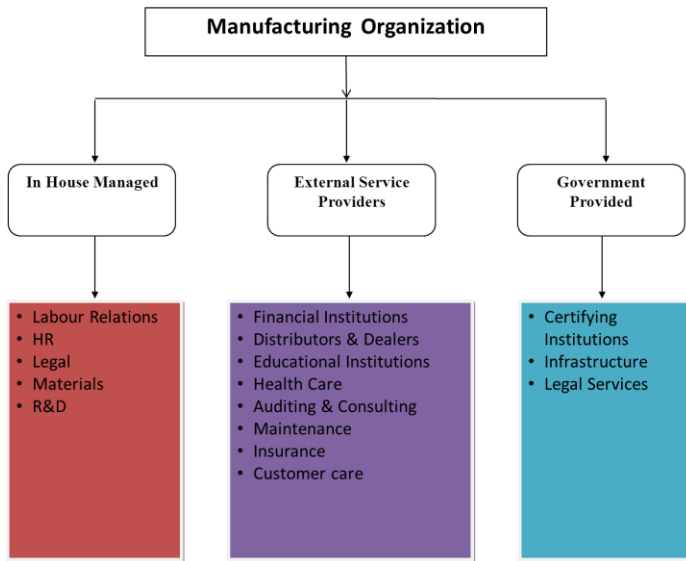 Manufacturing Organization
In House Managed
External Service
Providers
Government
Provided
• Labour Relations
• HR
• Legal
• Materials
• R&D
• Financial Institutions
• Distributors & Dealers
• Educational Institutions
• Health Care
• Auditing & Consulting
• Maintenance
• Insurance
• Customer care
• Certifying
Institutions
• Infrastructure
• Legal Services